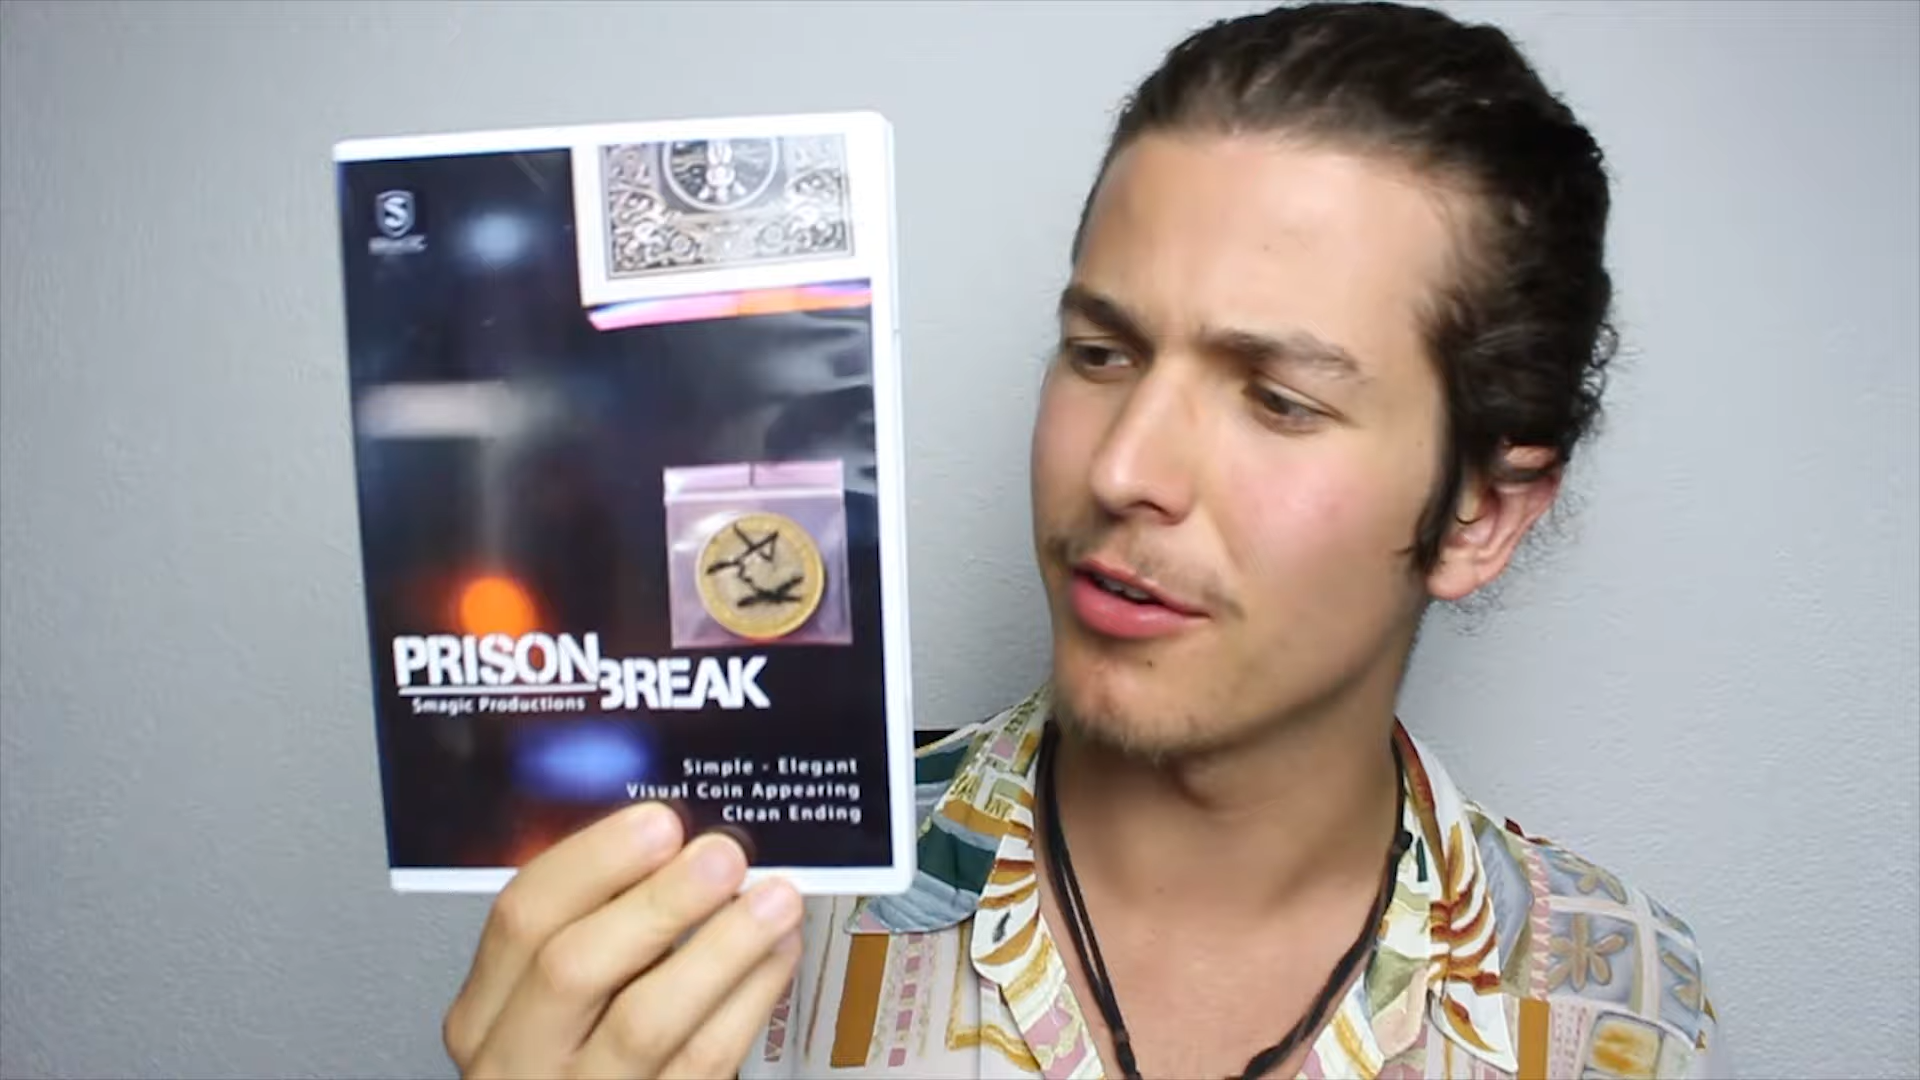 S
PRISON
BREAK
Smagic Productions
Simple - Elegant
Visual Coin Appearing
Clean Ending